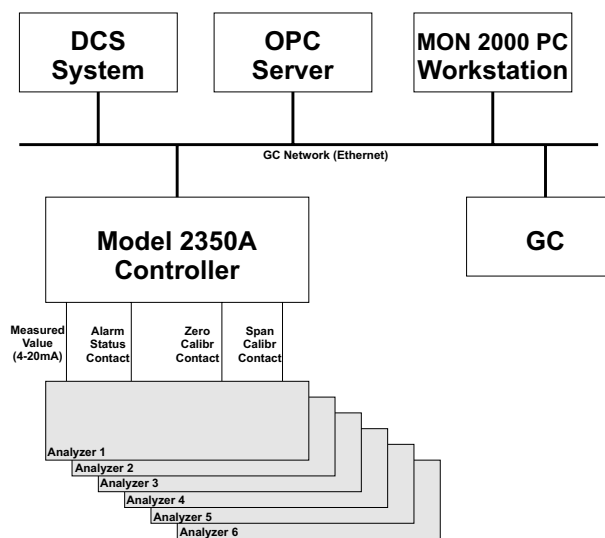 DCS
System
OPC
Server
MON 2000 PC
Workstation
GC Network (Ethernet)
Model 2350A
Controller
GC
Measured
Value
(4-20mA)
Alarm
Status
Contact
Zero
Calibr
Contact
Span
Calibr
Contact
Analyzer 1
Analyzer 2
Analyzer 3
Analyzer 4
Analyzer 5
Analyzer 6